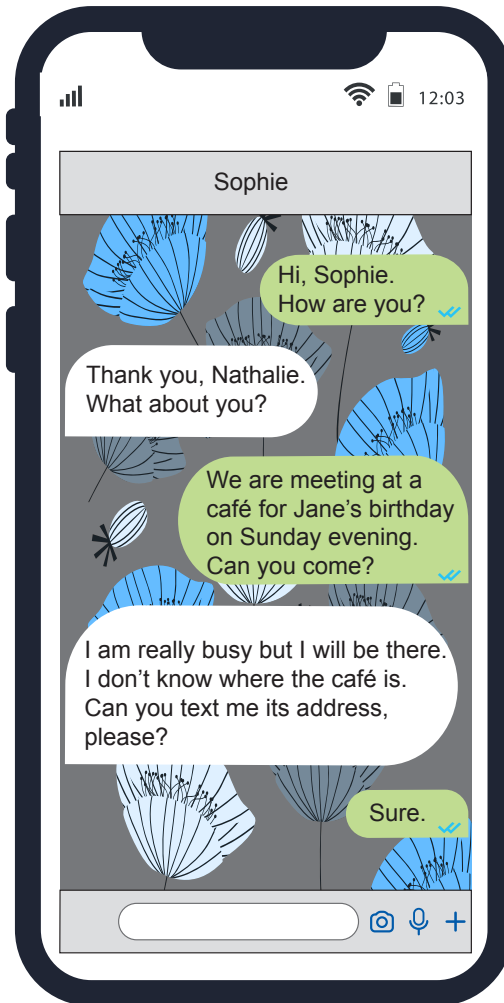 12:03
Sophie
Hi, Sophie.
How are you?
Thank you, Nathalie.
What about you?
We are meeting at a
café for Jane’s birthday
on Sunday evening.
Can you come?
I am really busy but I will be there.
I don’t know where the café is.
Can you text me its address,
please?
Sure.